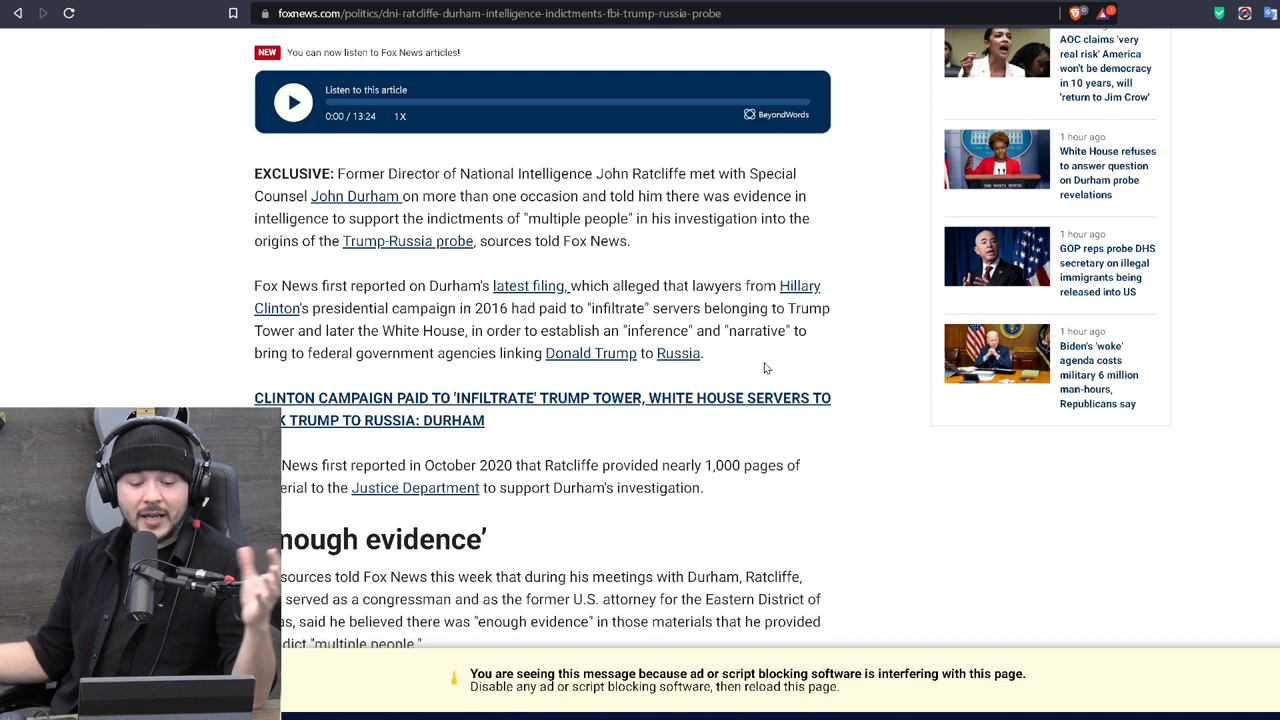 foxnews.com/politics/dni-ratcliffe-durham-intelligence-indictments-fbi-trump-russia-probe
NEW You can now listen to Fox News articles!
Listen to this article
0:00 / 13:24 1X
BeyondWords
EXCLUSIVE: Former Director of National Intelligence John Ratcliffe met with Special
Counsel John Durham on more than one occasion and told him there was evidence in
intelligence to support the indictments of "multiple people" in his investigation into the
origins of the Trump-Russia probe, sources told Fox News.
Fox News first reported on Durham's latest filing, which alleged that lawyers from Hillary
Clinton's presidential campaign in 2016 had paid to "infiltrate" servers belonging to Trump
Tower and later the White House, in order to establish an "inference" and "narrative" to
bring to federal government agencies linking Donald Trump to Russia.
CLINTON CAMPAIGN PAID TO 'INFILTRATE' TRUMP TOWER, WHITE HOUSE SERVERS TO
K TRUMP TO RUSSIA: DURHAM
News first reported in October 2020 that Ratcliffe provided nearly 1,000 pages of
erial to the Justice Department to support Durham's investigation.
nough evidence’
sources told Fox News this week that during his meetings with Durham, Ratcliffe,
served as a congressman and as the former U.S. attorney for the Eastern District of
as, said he believed there was "enough evidence" in those materials that he provided
dict "multiple people."
AOC claims 'very
real risk' America
won't be democracy
in 10 years, will
'return to Jim Crow'
1 hour ago
White House refuses
to answer question
on Durham probe
revelations
THE WHITE HOUSE
1 hour ago
GOP reps probe DHS
secretary on illegal
immigrants being
released into US
1 hour ago
Biden's 'woke'
agenda costs
military 6 million
man-hours,
Republicans say
You are seeing this message because ad or script blocking software is interfering with this page.
Disable any ad or script blocking software, then reload this page.